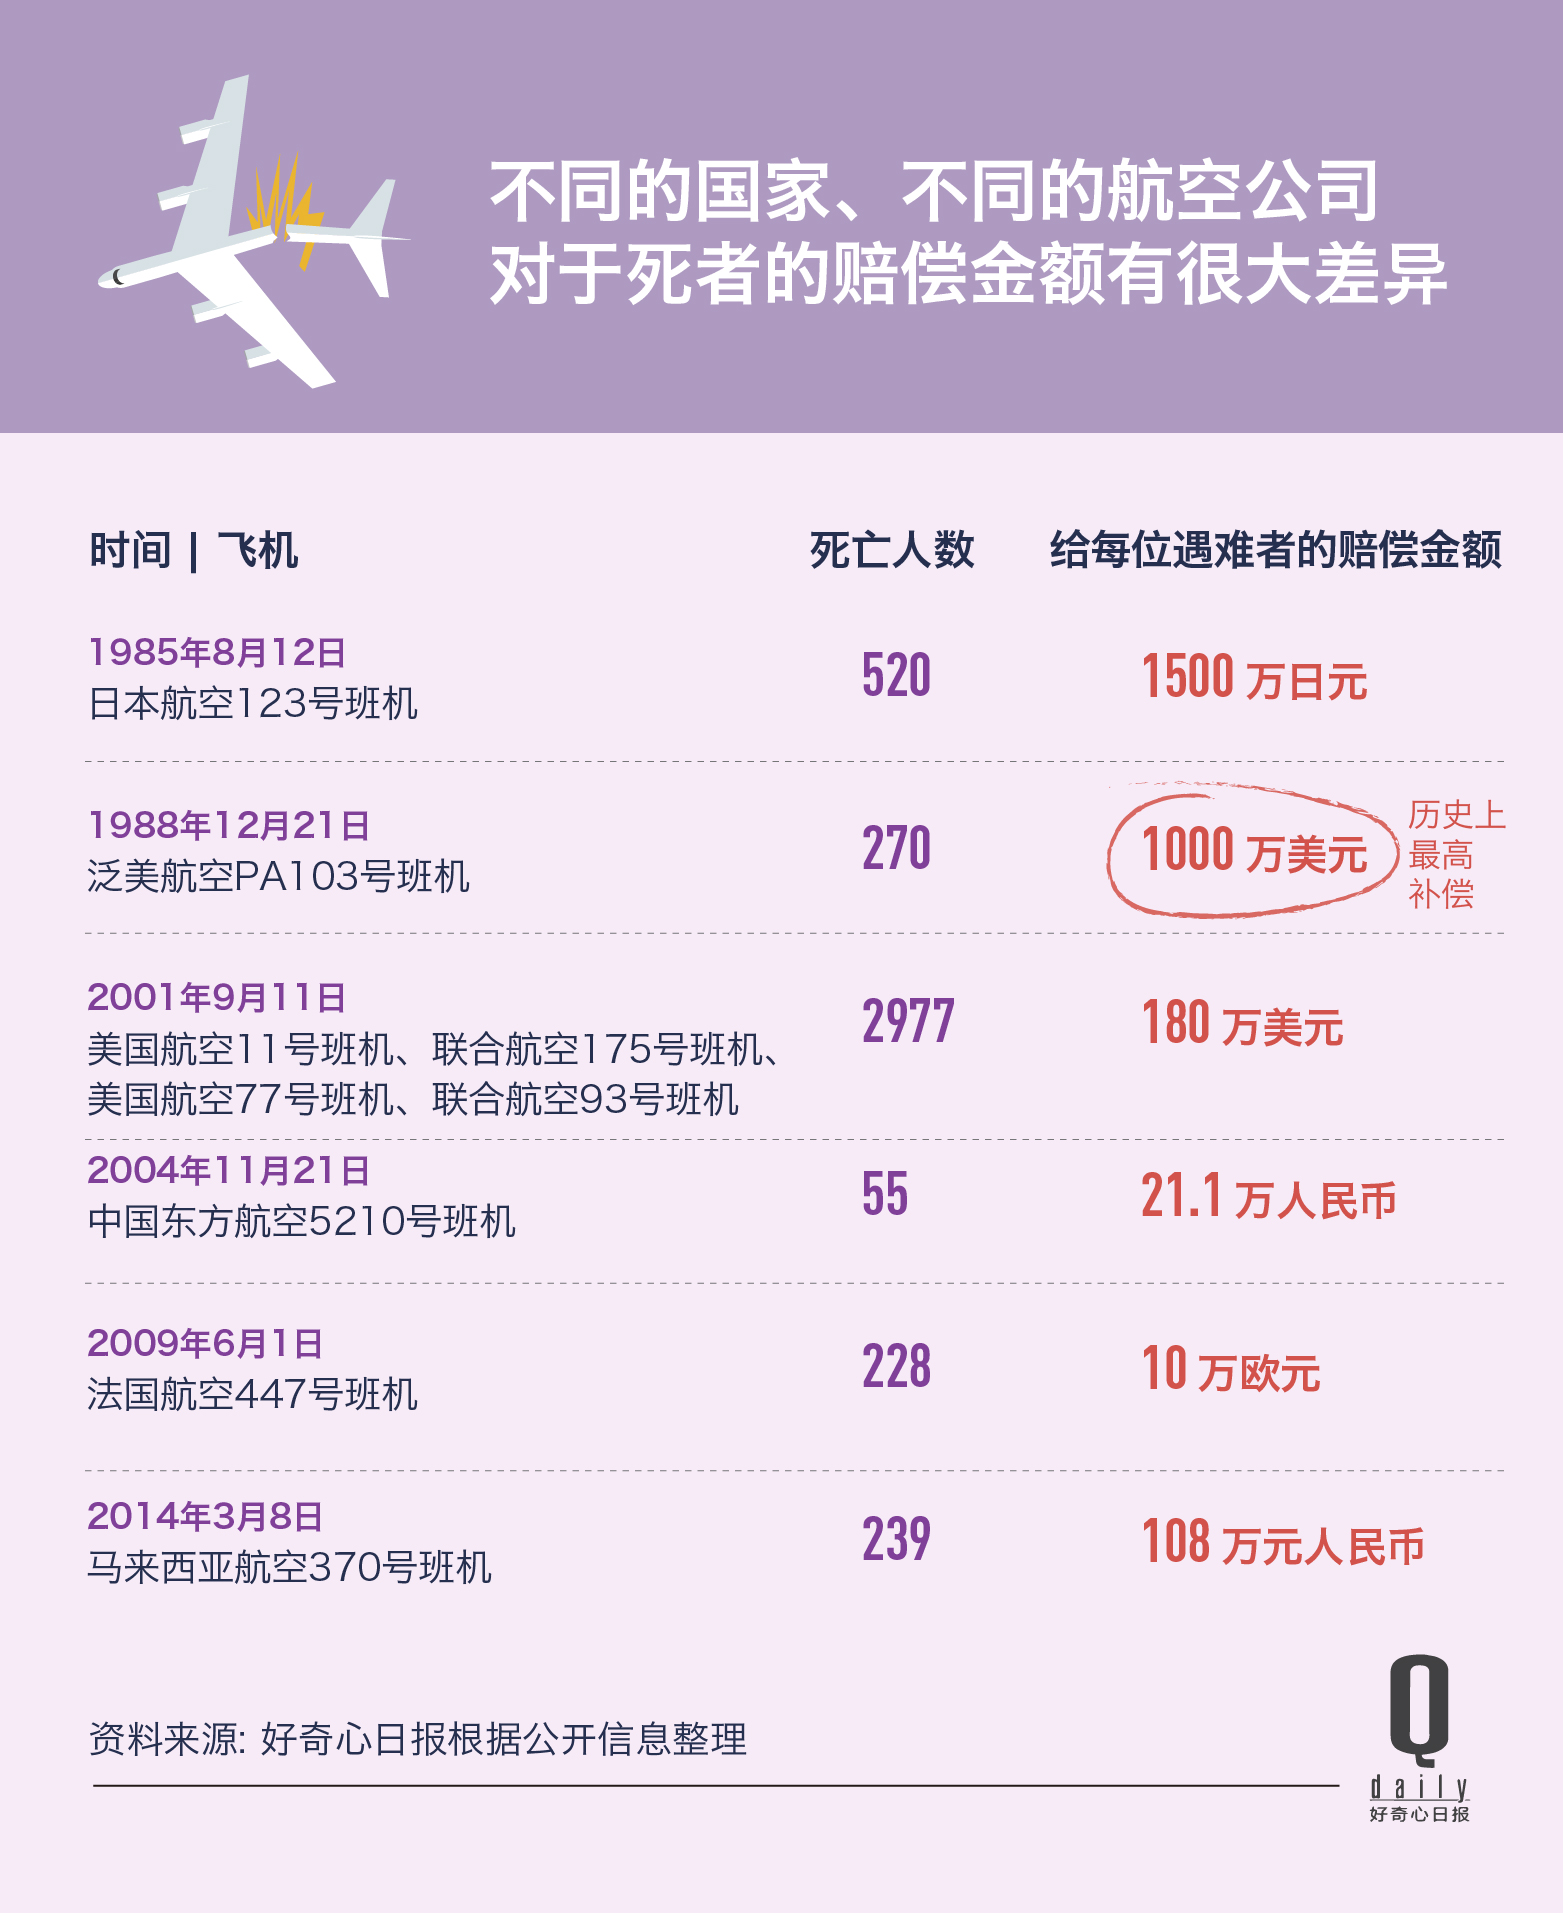 不同的国家、不同的航空公司
对于死者的赔偿金额有很大差异
时间 | 飞机 死亡人数 给每位遇难者的赔偿金额
1985年8月12日
日本航空123号班机
520
1500 万日元
1988年12月21日
泛美航空PA103号班机
270
1000 万美元
历史上
最高
补偿
2001年9月11日
美国航空11号班机、联合航空175号班机、
美国航空77号班机、联合航空93号班机
2977
180 万美元
2004年11月21日
中国东方航空5210号班机
55
21.1 万人民币
2009年6月1日
法国航空447号班机
228
10 万欧元
2014年3月8日
马来西亚航空370号班机
239
108 万元人民币
资料来源: 好奇心日报根据公开信息整理
Q
daily
好奇心日报